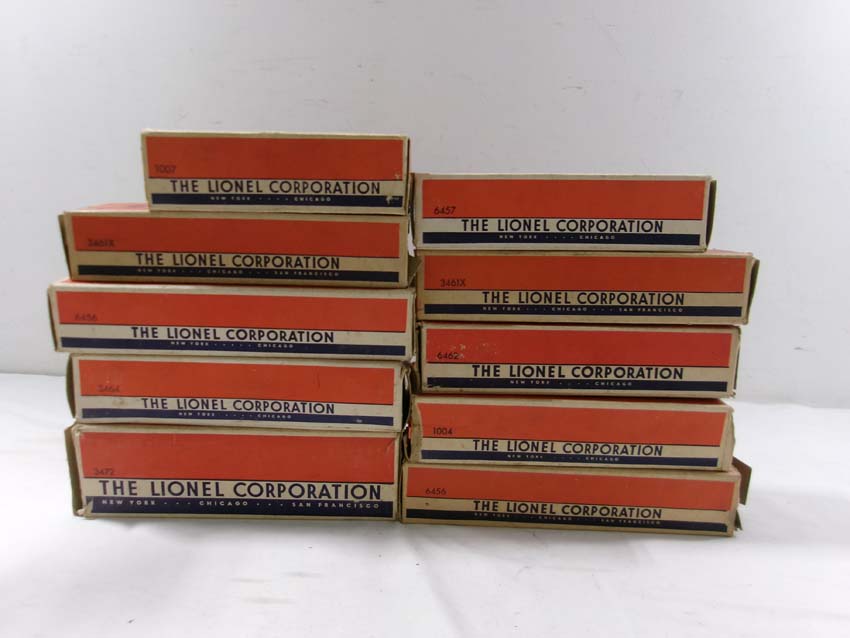 1007
THE LIONEL CORPORATION
NEW YORK · · · · CHICAGO
3461X
THE LIONEL CORPORATION
NEW YORK · · · CHICAGO · · · SAN FRANCISCO
6456
THE LIONEL CORPORATION
NEW YORK · · · · CHICAGO
3464
THE LIONEL CORPORATION
NEW YORK · · · · CHICAGO
3472
THE LIONEL CORPORATION
NEW YORK · · · CHICAGO · · · SAN FRANCISCO
6457
THE LIONEL CORPORATION
NEW YORK · · · · CHICAGO
3461X
THE LIONEL CORPORATION
NEW YORK · · · CHICAGO · · · SAN FRANCISCO
6462
THE LIONEL CORPORATION
NEW YORK · · · · CHICAGO
1004
THE LIONEL CORPORATION
NEW YORK · · · · CHICAGO
6456
THE LIONEL CORPORATION
NEW YORK · · · CHICAGO · · · SAN FRANCISCO